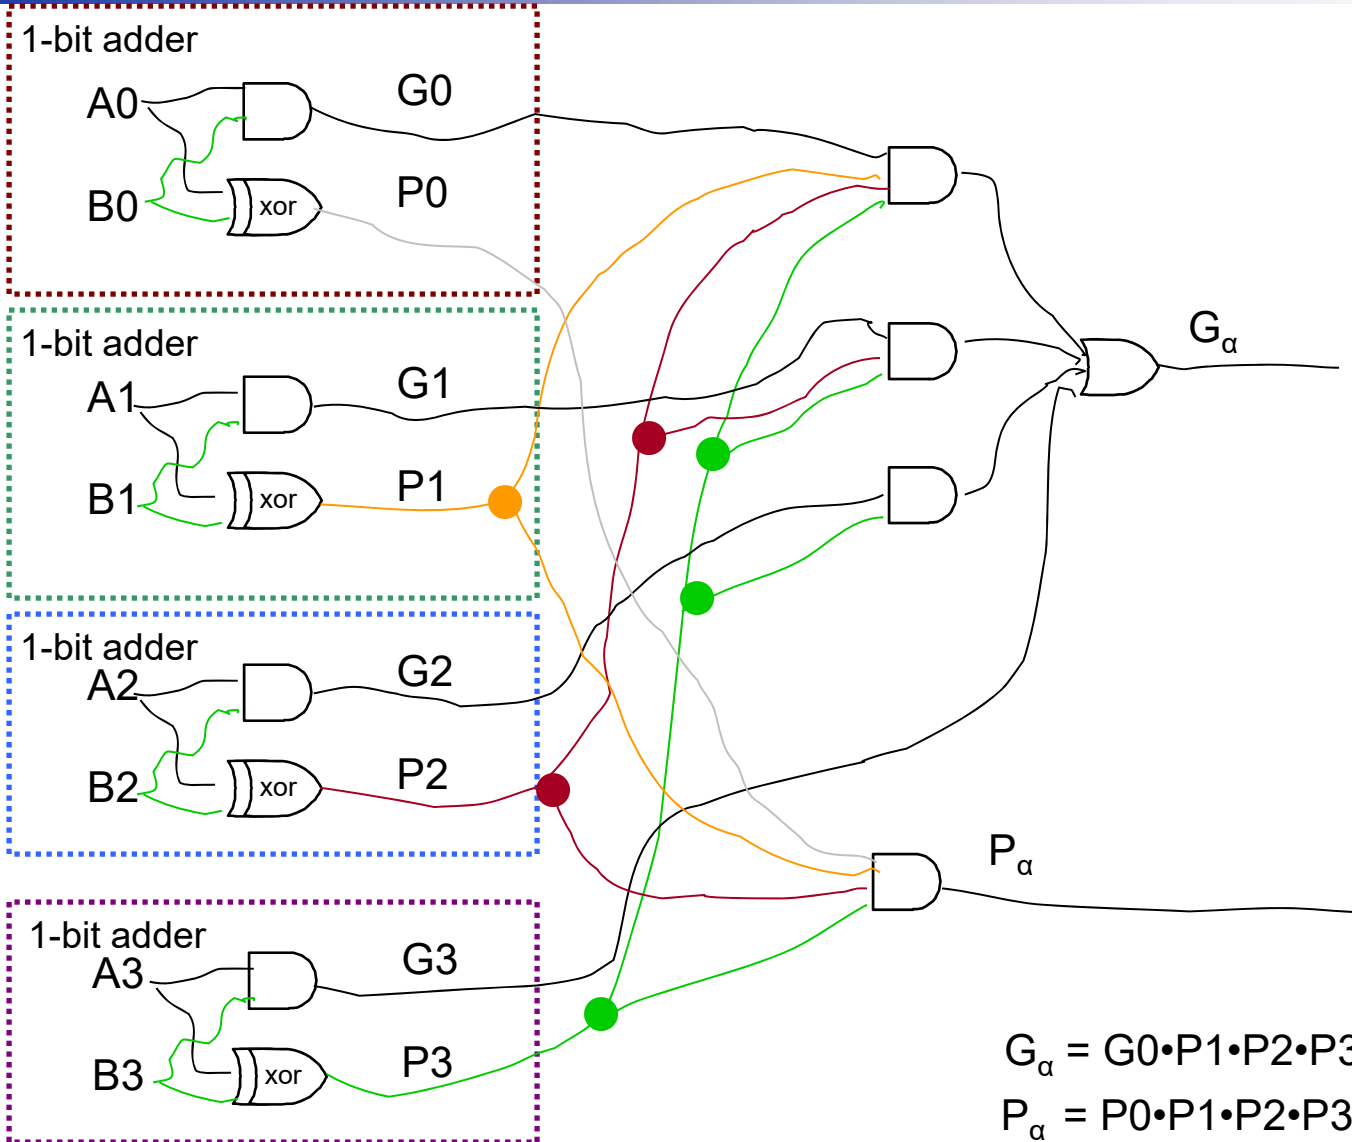 1-bit adder
A0
G0
B0
xor
P0
1-bit adder
A1
G1
B1
xor
P1
1-bit adder
A2
G2
B2
xor
P2
1-bit adder
A3
G3
B3
xor
P3
Gα
Pα
Gα = G0•P1•P2•P3
Pα = P0•P1•P2•P3